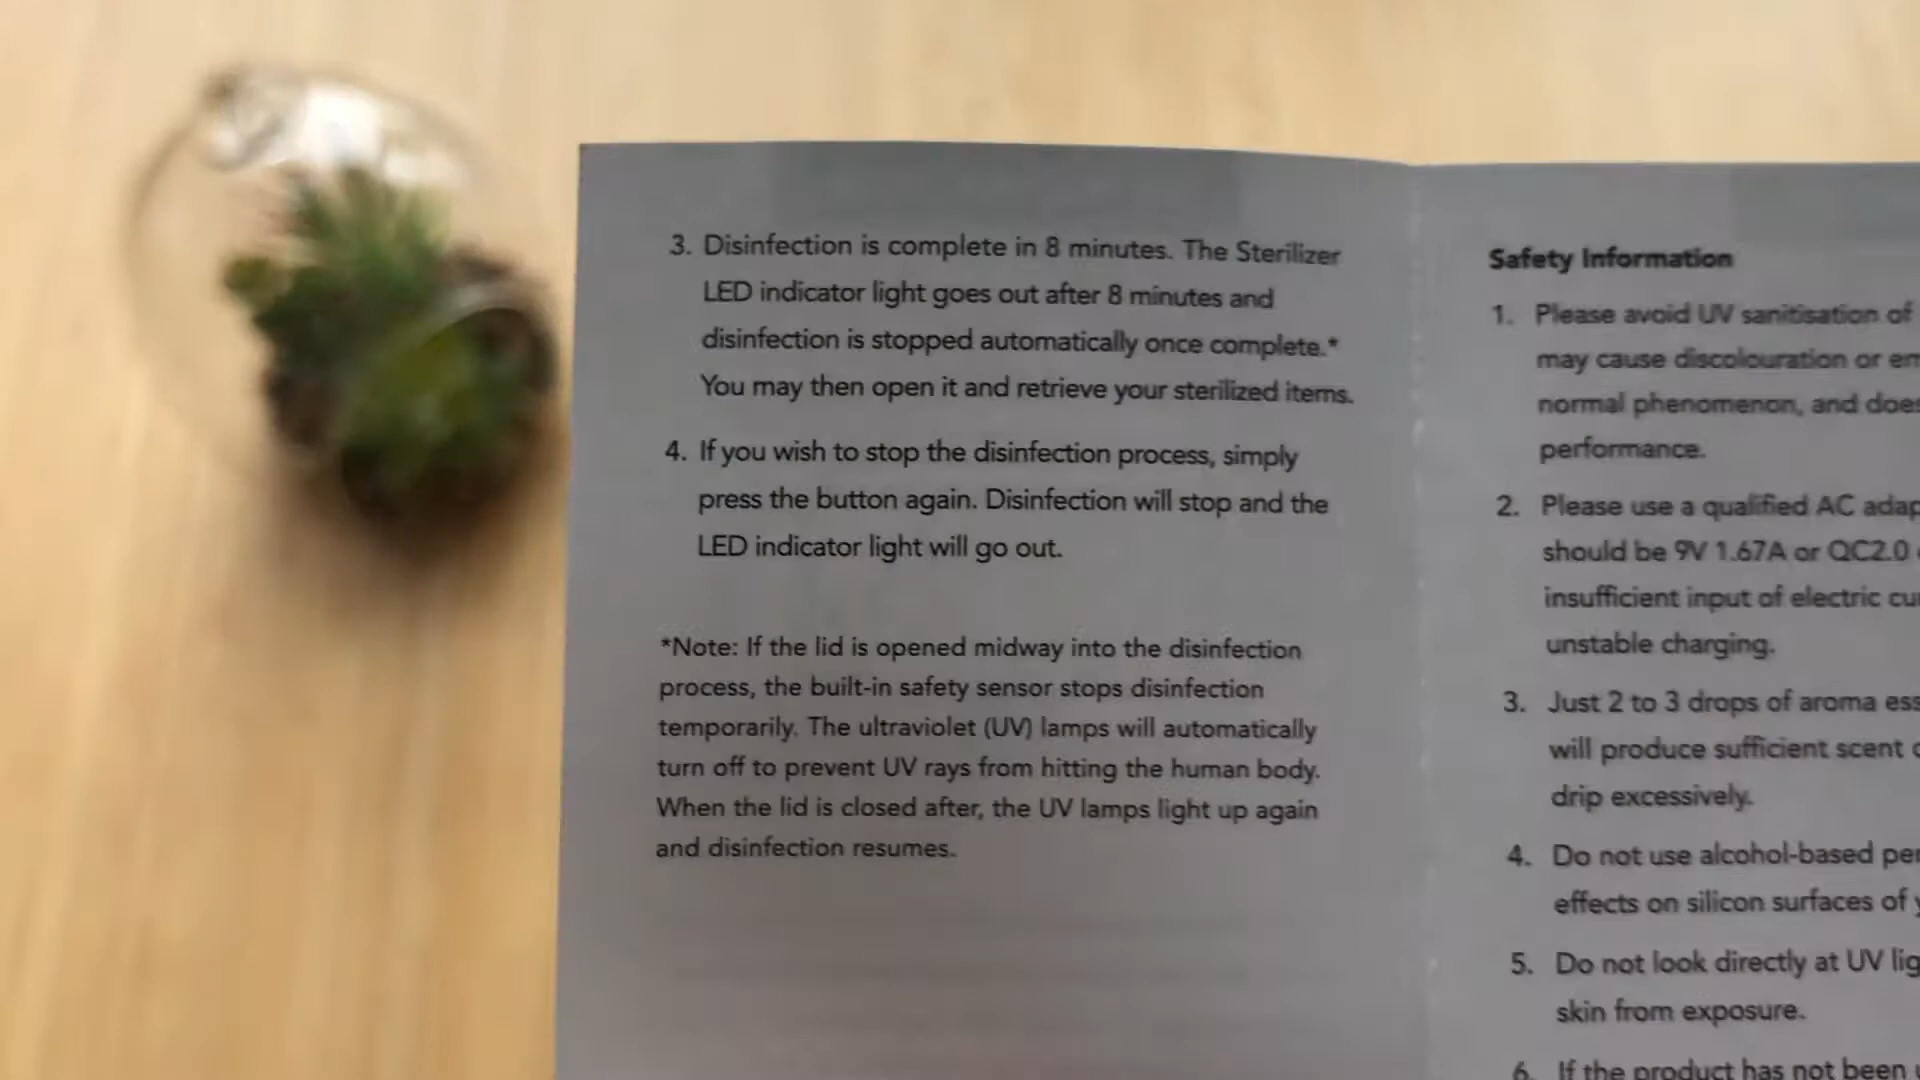 3. Disinfection is complete in 8 minutes. The Sterilizer
LED indicator light goes out after 8 minutes and
disinfection is stopped automatically once complete.*
You may then open it and retrieve your sterilized items.
4. If you wish to stop the disinfection process, simply
press the button again. Disinfection will stop and the
LED indicator light will go out.
*Note: If the lid is opened midway into the disinfection
process, the built-in safety sensor stops disinfection
temporarily. The ultraviolet (UV) lamps will automatically
turn off to prevent UV rays from hitting the human body.
When the lid is closed after, the UV lamps light up again
and disinfection resumes.
Safety Information
1. Please avoid UV sanitisation of
may cause discolouration or
normal phenomenon, and does
performance.
2. Please use a qualified AC
should be 9V 1.67A or QC2.0
insufficient input of electric
unstable charging.
3. Just 2 to 3 drops of aroma
will produce sufficient scent
drip excessively.
4. Do not use alcohol-based
effects on silicon surfaces of
5. Do not look directly at UV
skin from exposure.
6. If the product has not been